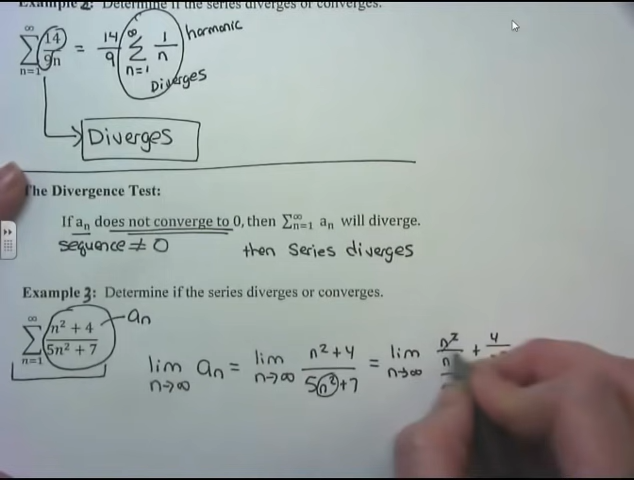 Example 2: Determine if the series diverges or converges.
∞ ∑ n=1 14/9n = 14/9 ∞ ∑ n=1 1/n harmonic
Diverges
Diverges
The Divergence Test:
If aₙ does not converge to 0, then ∑∞n=1 aₙ will diverge.
sequence ≠ 0 then series diverges
Example 3: Determine if the series diverges or converges.
∞ ∑ n=1 n² + 4 / 5n² + 7 aₙ
lim n→∞ aₙ = lim n→∞ n²+4 / 5n²+7 = lim n→∞ n² / n + 4